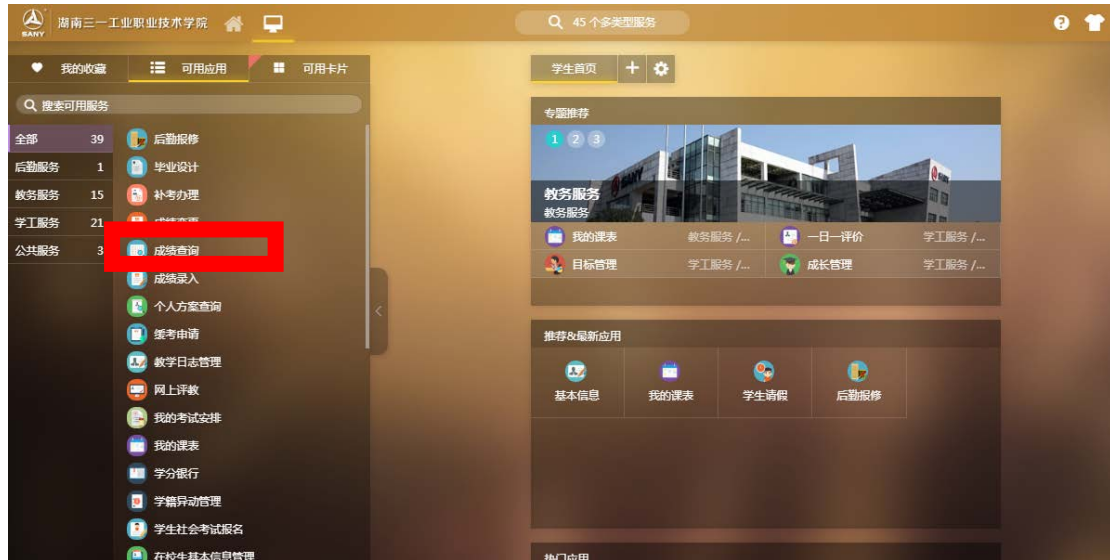 SANY 湖南三一工业职业技术学院
45 个多类型服务
我的收藏 可用应用 可用卡片
搜索可用服务
全部 39
后勤服务 1
教务服务 15
学工服务 21
公共服务 3
后勤报修
毕业设计
补考办理
成绩查询
成绩录入
个人方案查询
缓考申请
教学日志管理
网上评教
我的考试安排
我的课表
学分银行
学籍异动管理
学生社会考试报名
在校生基本信息管理
学生首页
专题推荐
1 2 3
SANY
SANY
教务服务
教务服务
我的课表 教务服务 /... 一日一评价 学工服务 /...
目标管理 学工服务 /... 成长管理 学工服务 /...
推荐&最新应用
基本信息 我的课表 学生请假 后勤报修
热门应用